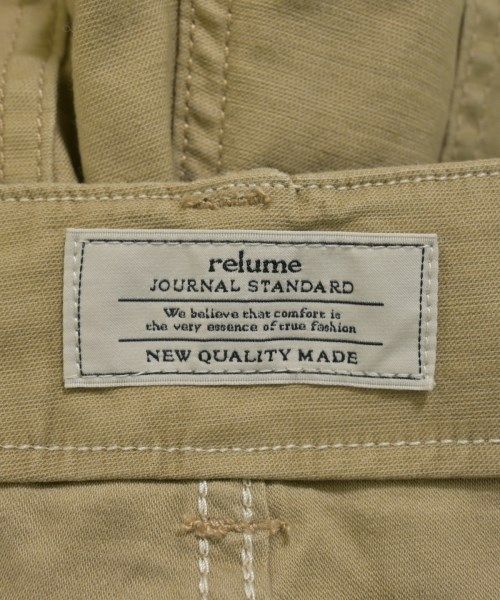 relume
JOURNAL STANDARD
We believe that comfort is
the very essence of true fashion
NEW QUALITY MADE